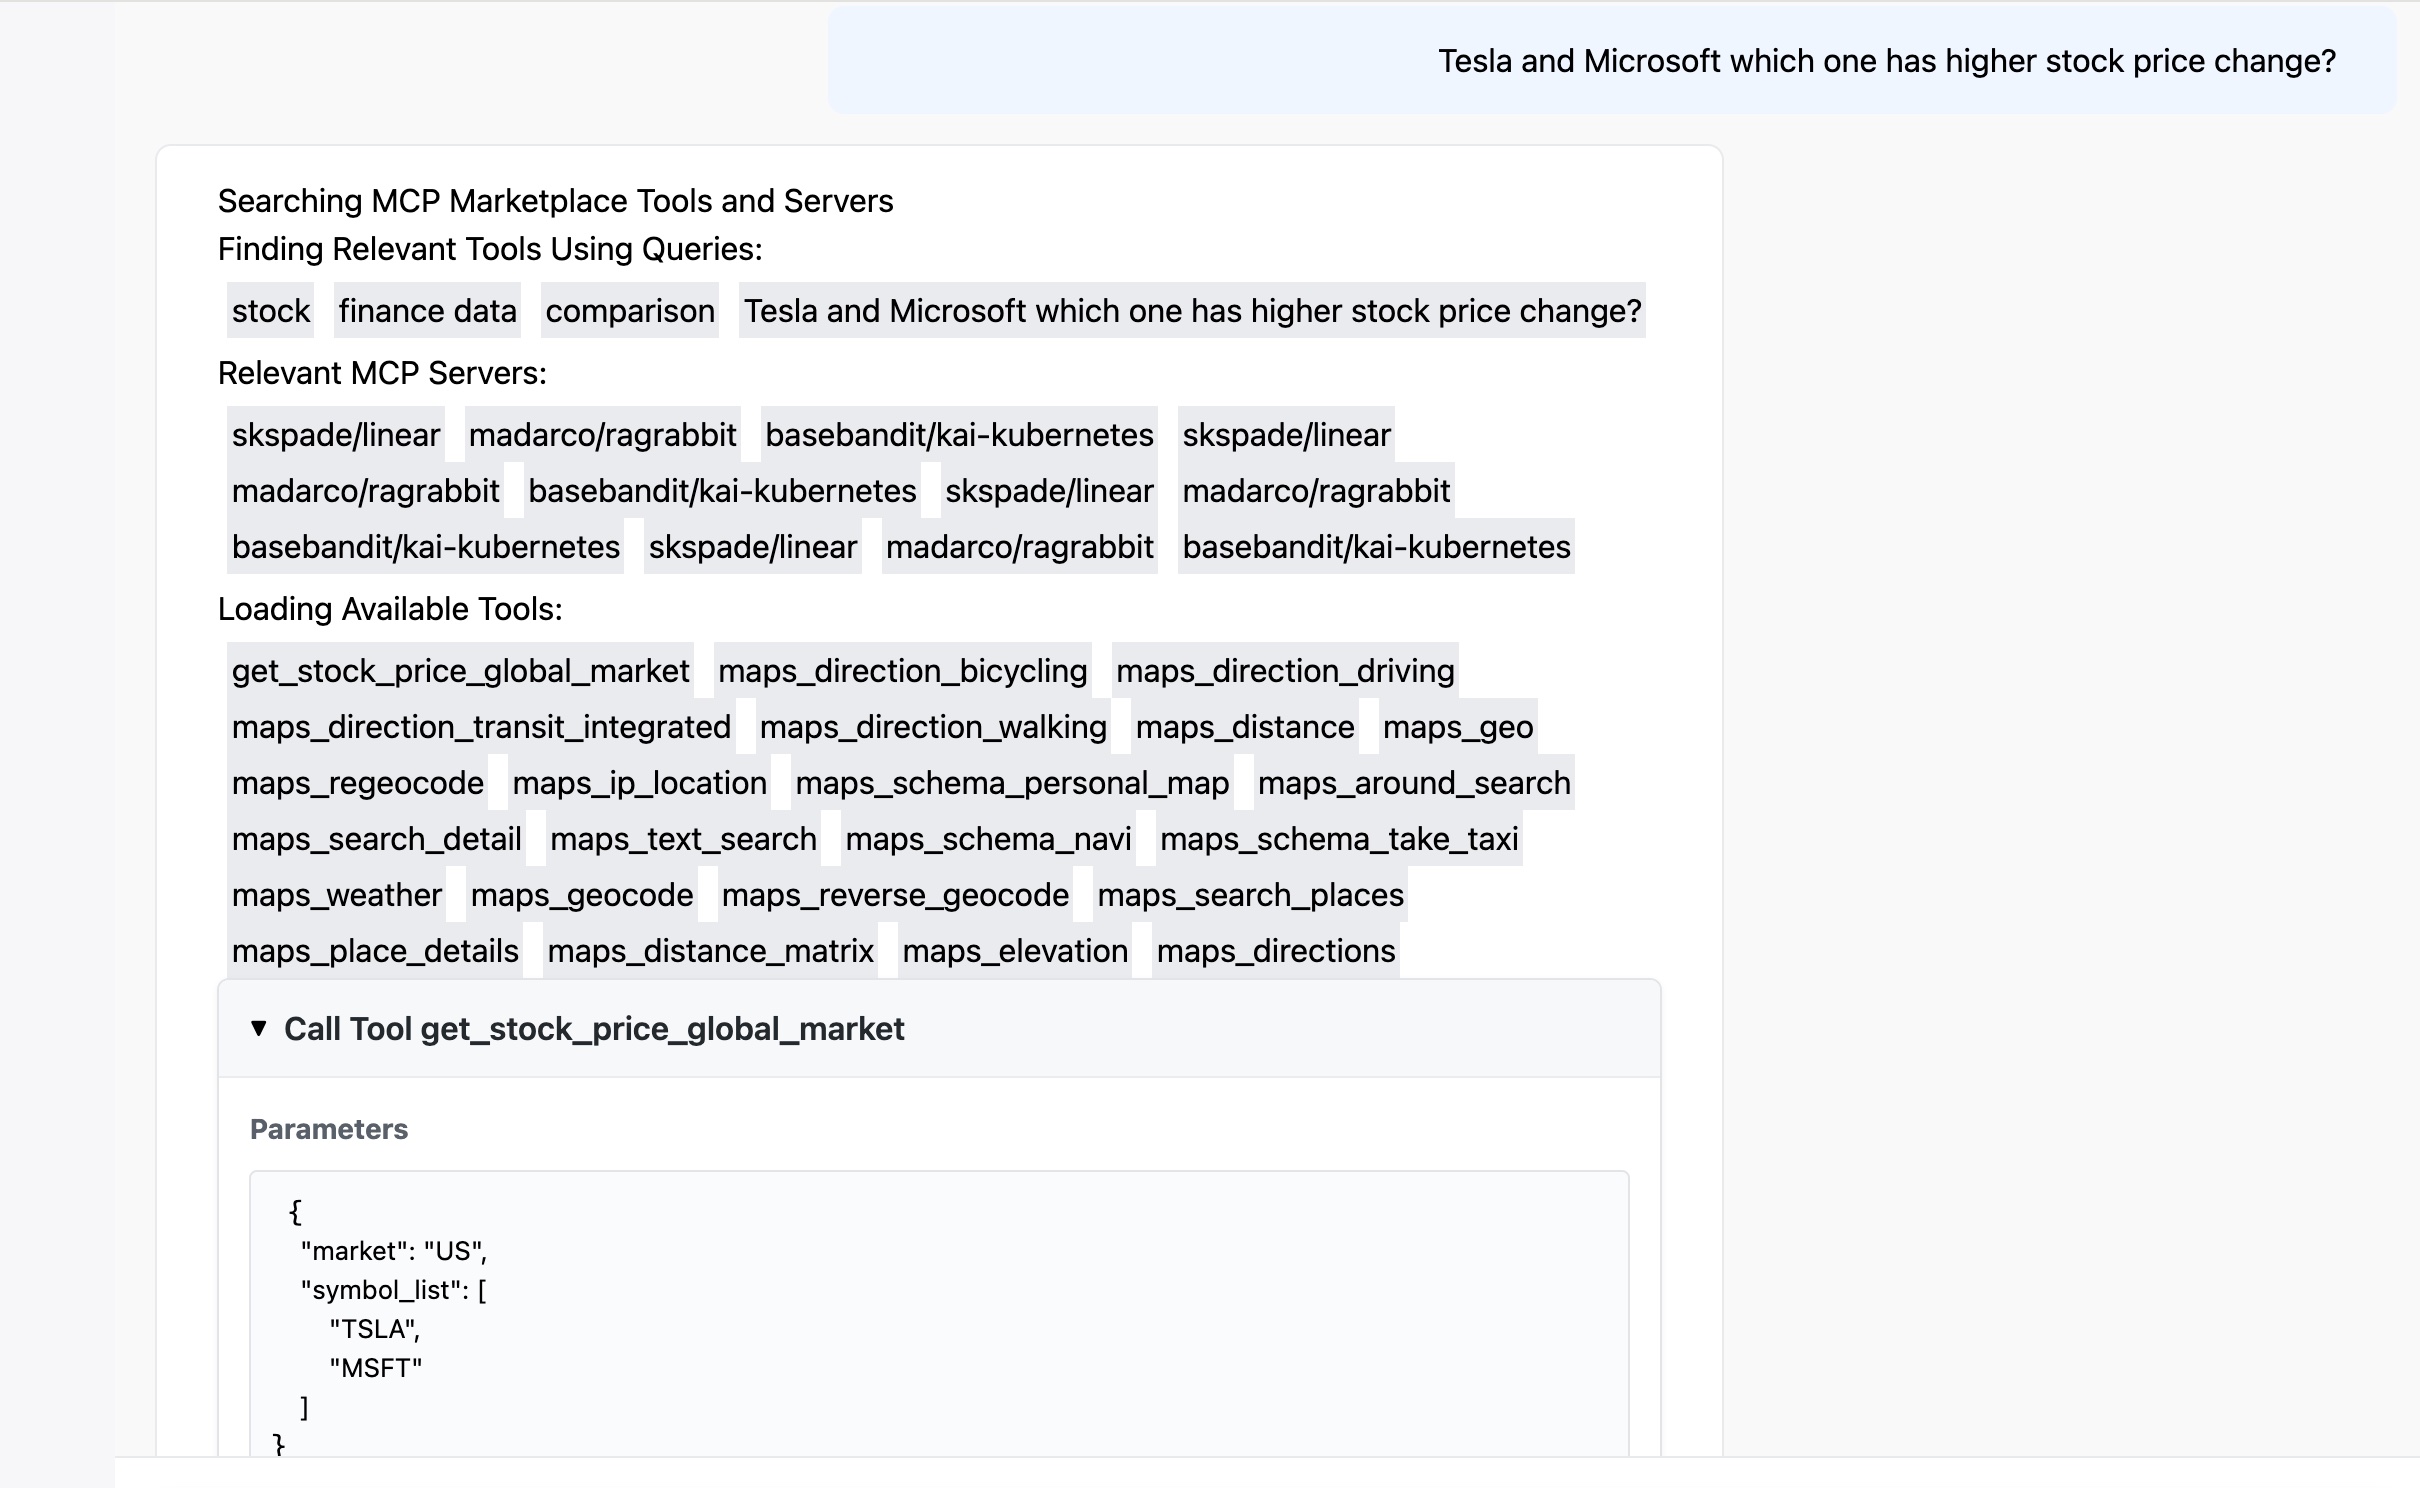 Tesla and Microsoft which one has higher stock price change?
Searching MCP Marketplace Tools and Servers
Finding Relevant Tools Using Queries:
stock finance data comparison Tesla and Microsoft which one has higher stock price change?
Relevant MCP Servers:
skspade/linear madarco/ragrabbit basebandit/kai-kubernetes skspade/linear
madarco/ragrabbit basebandit/kai-kubernetes skspade/linear madarco/ragrabbit
basebandit/kai-kubernetes skspade/linear madarco/ragrabbit basebandit/kai-kubernetes
Loading Available Tools:
get_stock_price_global_market maps_direction_bicycling maps_direction_driving
maps_direction_transit_integrated maps_direction_walking maps_distance maps_geo
maps_regeocode maps_ip_location maps_schema_personal_map maps_around_search
maps_search_detail maps_text_search maps_schema_navi maps_schema_take_taxi
maps_weather maps_geocode maps_reverse_geocode maps_search_places
maps_place_details maps_distance_matrix maps_elevation maps_directions
▼ Call Tool get_stock_price_global_market
Parameters
{
"market": "US",
"symbol_list": [
"TSLA",
"MSFT"
]
}